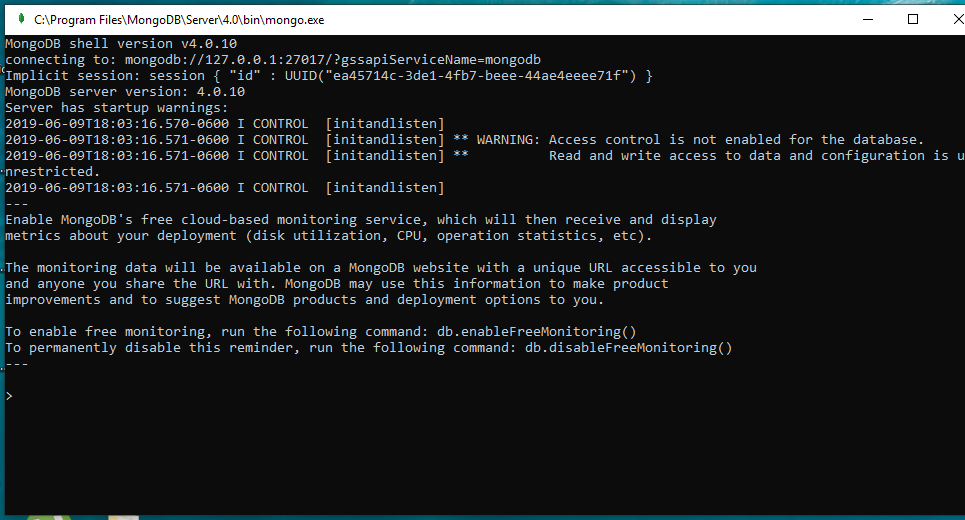 C:\Program Files\MongoDB\Server\4.0\bin\mongo.exe
MongoDB shell version v4.0.10
connecting to: mongodb://127.0.0.1:27017/?gssapiServiceName=mongodb
Implicit session: session { "id" : UUID("ea45714c-3de1-4fb7-beee-44ae4eeee71f") }
MongoDB server version: 4.0.10
Server has startup warnings:
2019-06-09T18:03:16.570-0600 I CONTROL  [initandlisten]
2019-06-09T18:03:16.571-0600 I CONTROL  [initandlisten] ** WARNING: Access control is not enabled for the database.
2019-06-09T18:03:16.571-0600 I CONTROL  [initandlisten] **          Read and write access to data and configuration is u
nrestricted.
2019-06-09T18:03:16.571-0600 I CONTROL  [initandlisten]
---
Enable MongoDB's free cloud-based monitoring service, which will then receive and display
metrics about your deployment (disk utilization, CPU, operation statistics, etc).
The monitoring data will be available on a MongoDB website with a unique URL accessible to you
and anyone you share the URL with. MongoDB may use this information to make product
improvements and to suggest MongoDB products and deployment options to you.
To enable free monitoring, run the following command: db.enableFreeMonitoring()
To permanently disable this reminder, run the following command: db.disableFreeMonitoring()
---
>